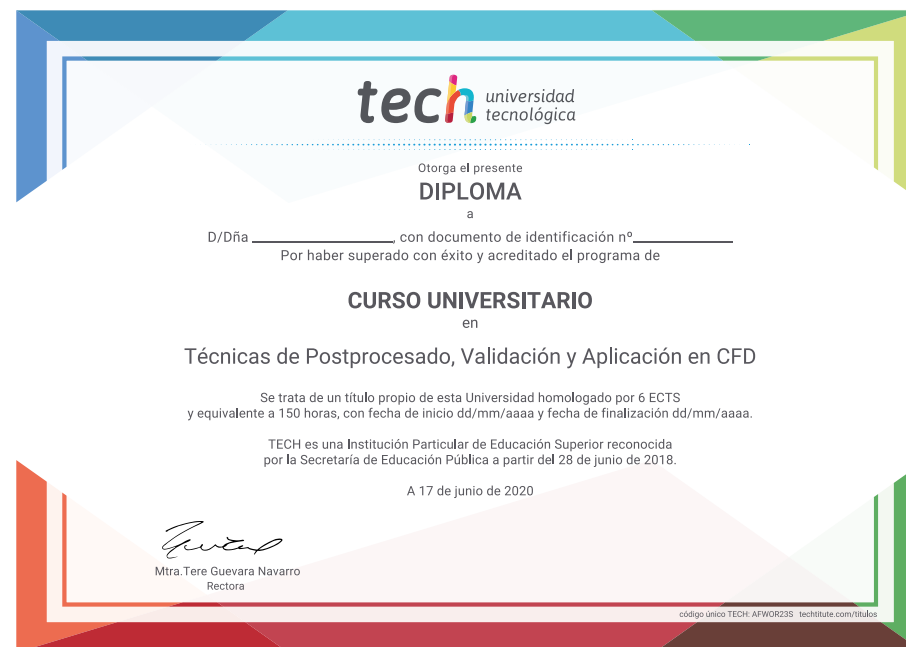 tech universidad
tecnológica
Otorga el presente
DIPLOMA
a
D/Dña ____________________, con documento de identificación nº______________
Por haber superado con éxito y acreditado el programa de
CURSO UNIVERSITARIO
en
Técnicas de Postprocesado, Validación y Aplicación en CFD
Se trata de un título propio de esta Universidad homologado por 6 ECTS
y equivalente a 150 horas, con fecha de inicio dd/mm/aaaa y fecha de finalización dd/mm/aaaa.
TECH es una Institución Particular de Educación Superior reconocida
por la Secretaría de Educación Pública a partir del 28 de junio de 2018.
A 17 de junio de 2020
Mtra.Tere Guevara Navarro
Rectora
código único TECH: AFWOR23S techtitute.com/titulos